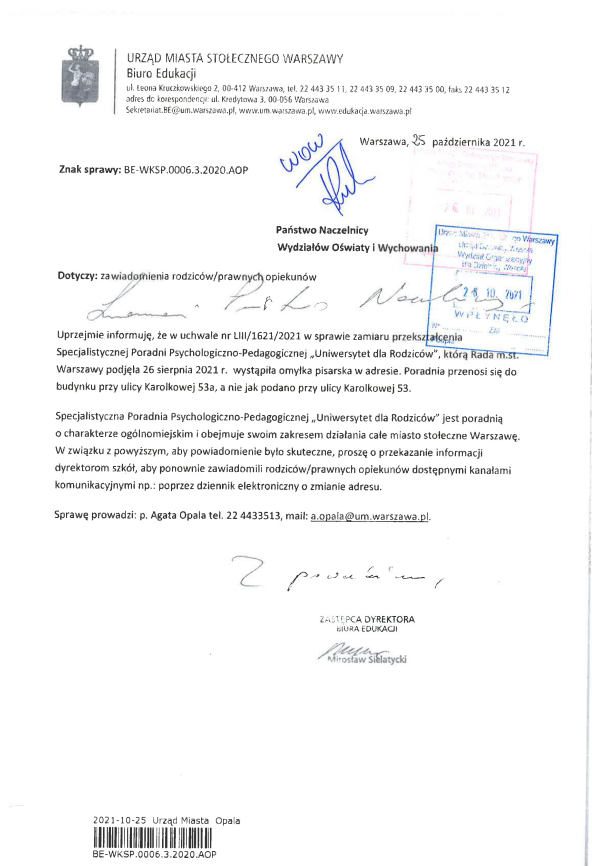 URZĄD MIASTA STOŁECZNEGO WARSZAWY
Biuro Edukacji
ul. Leona Kruczkowskiego 2, 00-412 Warszawa, tel. 22 443 35 11, 22 443 35 09, 22 443 35 00, faks 22 443 35 12
adres do korespondencji: ul. Kredytowa 3, 00-056 Warszawa
Sekretariat.BE@um.warszawa.pl, www.um.warszawa.pl, www.edukacja.warszawa.pl
Warszawa, 25 października 2021 r.
WOW
Znak sprawy: BE-WKSP.0006.3.2020.AOP
Państwo Naczelnicy
Wydziałów Oświaty i Wychowania
Urząd Miasta Warszawy
dla Dzielnicy
26 10. 2021
WPŁYNĘŁO
Dotyczy: zawiadomienia rodziców/prawnych opiekunów
Uprzejmie informuję, że w uchwale nr LIII/1621/2021 w sprawie zamiaru przekształcenia
Specjalistycznej Poradni Psychologiczno-Pedagogicznej „Uniwersytet dla Rodziców”, którą Rada m.st.
Warszawy podjęła 26 sierpnia 2021 r. wystąpiła omyłka pisarska w adresie. Poradnia przenosi się do
budynku przy ulicy Karolkowej 53a, a nie jak podano przy ulicy Karolkowej 53.
Specjalistyczna Poradnia Psychologiczno-Pedagogicznej „Uniwersytet dla Rodziców” jest poradnią
o charakterze ogólnomiejskim i obejmuje swoim zakresem działania całe miasto stołeczne Warszawę.
W związku z powyższym, aby powiadomienie było skuteczne, proszę o przekazanie informacji
dyrektorom szkół, aby ponownie zawiadomili rodziców/prawnych opiekunów dostępnymi kanałami
komunikacyjnymi np.: poprzez dziennik elektroniczny o zmianie adresu.
Sprawę prowadzi: p. Agata Opala tel. 22 4433513, mail: a.opala@um.warszawa.pl.
Z poważaniem,
ZASTĘPCA DYREKTORA
BIURA EDUKACJI
Mirosław Sielatycki
2021-10-25 Urząd Miasta Opala
BE-WKSP.0006.3.2020.AOP